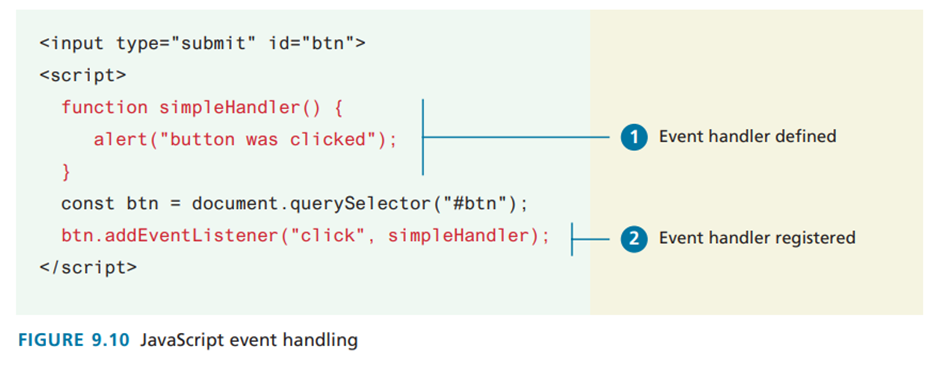 <input type="submit" id="btn">
<script>
function simpleHandler() {
alert("button was clicked");
}
const btn = document.querySelector("#btn");
btn.addEventListener("click", simpleHandler);
</script>
1 Event handler defined
2 Event handler registered
FIGURE 9.10 JavaScript event handling